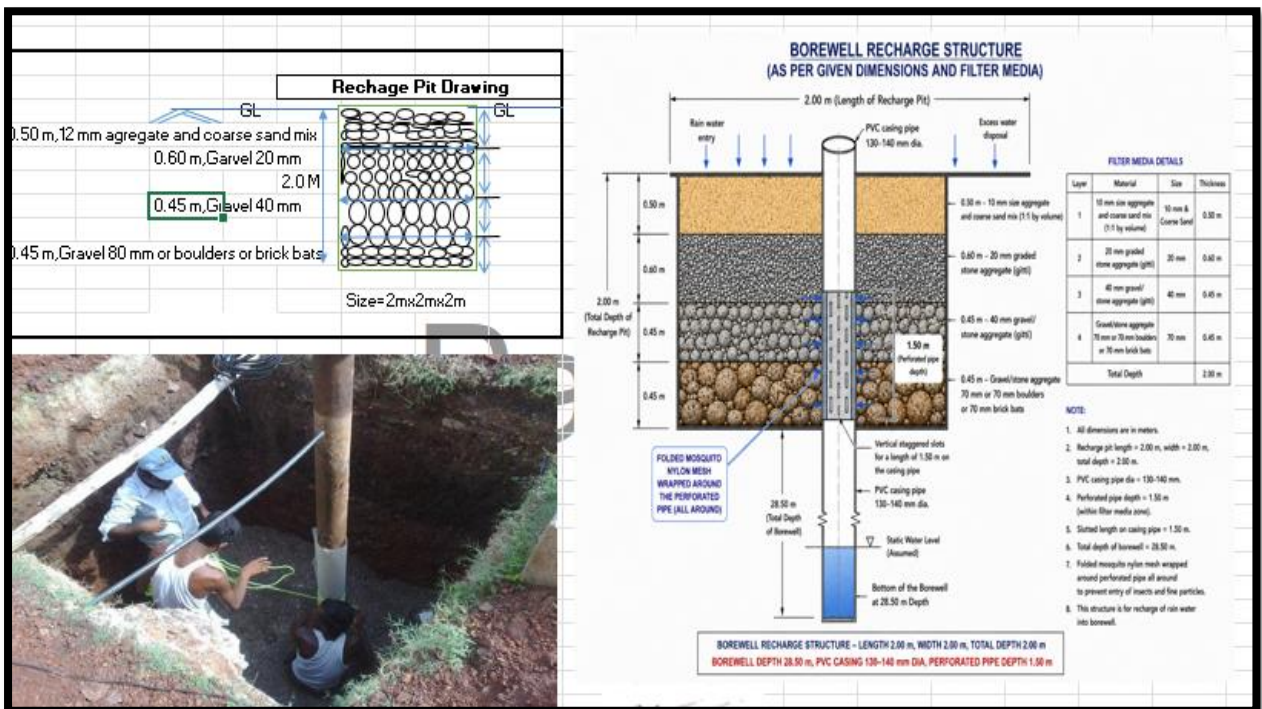 Rechage Pit Drawing
GL
GL
0.50 m,12 mm agregate and coarse sand mix
0.60 m,Garvel 20 mm
2.0 M
0.45 m,Gravel 40 mm
0.45 m,Gravel 80 mm or boulders or brick bats
Size=2mx2mx2m
BOREWELL RECHARGE STRUCTURE
(AS PER GIVEN DIMENSIONS AND FILTER MEDIA)
2.00 m (Length of Recharge Pit)
Rain water
entry
PVC casing pipe
130-140 mm dia.
Excess water
disposal
0.50 m
0.60 m
2.00 m
(Total Depth of
Recharge Pit)
0.45 m
0.45 m
0.50 m - 10 mm size aggregate
and coarse sand mix (1:1 by volume)
0.60 m - 20 mm graded
stone aggregate (gitti)
0.45 m - 40 mm gravel/
stone aggregate (gitti)
1.50 m
(Perforated pipe
depth)
0.45 m - Gravel/stone aggregate
70 mm or 70 mm boulders
or 70 mm brick bats
FOLDED MOSQUITO
NYLON MESH
WRAPPED AROUND
THE PERFORATED
PIPE (ALL AROUND)
Vertical staggered slots
for a length of 1.50 m on
the casing pipe
PVC casing pipe
130-140 mm dia.
28.50 m
(Total Depth
of Borewell)
Static Water Level
(Assumed)
Bottom of the Borewell
at 28.50 m Depth
FILTER MEDIA DETAILS
Layer Material Size Thickness
1 10 mm size aggregate and coarse sand mix (1:1 by volume) 10 mm & Coarse Sand 0.50 m
2 20 mm graded stone aggregate (gitti) 20 mm 0.60 m
3 40 mm gravel/ stone aggregate (gitti) 40 mm 0.45 m
4 Gravel/stone aggregate 70 mm or 70 mm boulders or 70 mm brick bats 70 mm 0.45 m
Total Depth 2.00 m
NOTE:
1. All dimensions are in meters.
2. Recharge pit length = 2.00 m, width = 2.00 m,
total depth = 2.00 m.
3. PVC casing pipe dia = 130-140 mm.
4. Perforated pipe depth = 1.50 m
(within filter media zone).
5. Slotted length on casing pipe = 1.50 m.
6. Total depth of borewell = 28.50 m.
7. Folded mosquito nylon mesh wrapped
around perforated pipe all around
to prevent entry of insects and fine particles.
8. This structure is for recharge of rain water
into borewell.
BOREWELL RECHARGE STRUCTURE – LENGTH 2.00 m, WIDTH 2.00 m, TOTAL DEPTH 2.00 m
BOREWELL DEPTH 28.50 m, PVC CASING 130-140 mm DIA, PERFORATED PIPE DEPTH 1.50 m